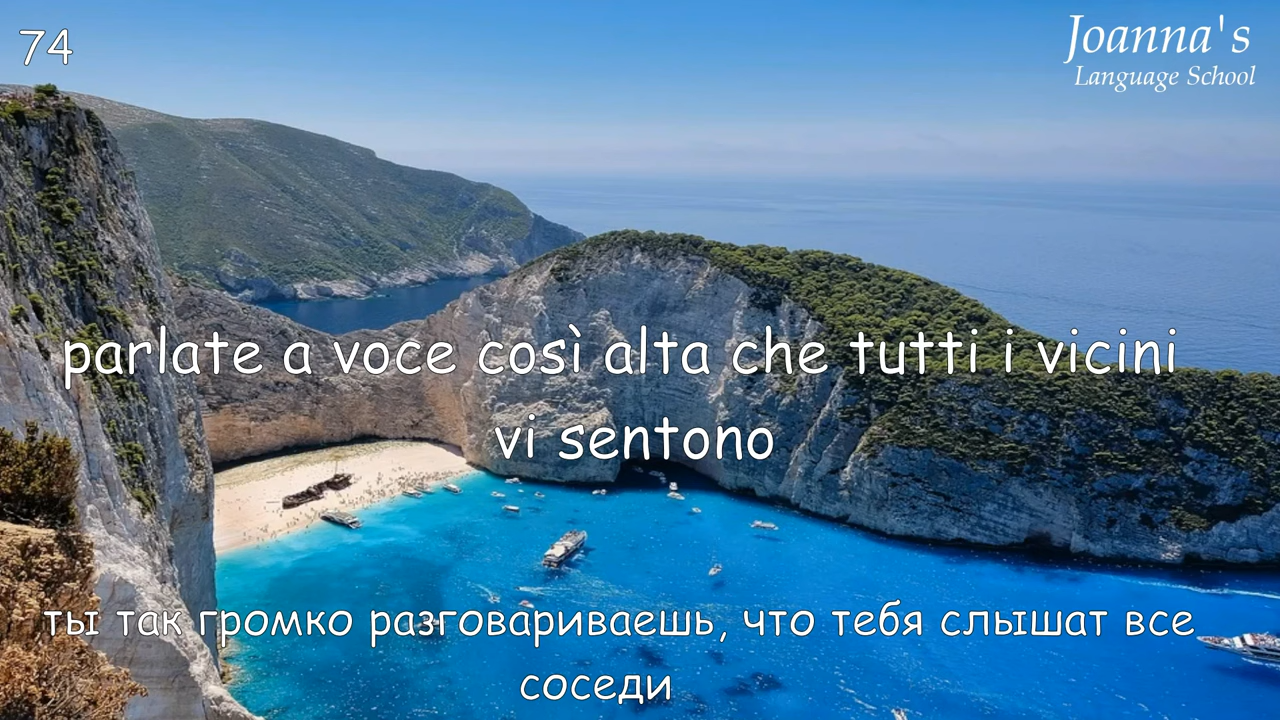 74
Joanna's
Language School
parlate a voce così alta che tutti i vicini
vi sentono
ты так громко разговариваешь, что тебя слышат все
соседи